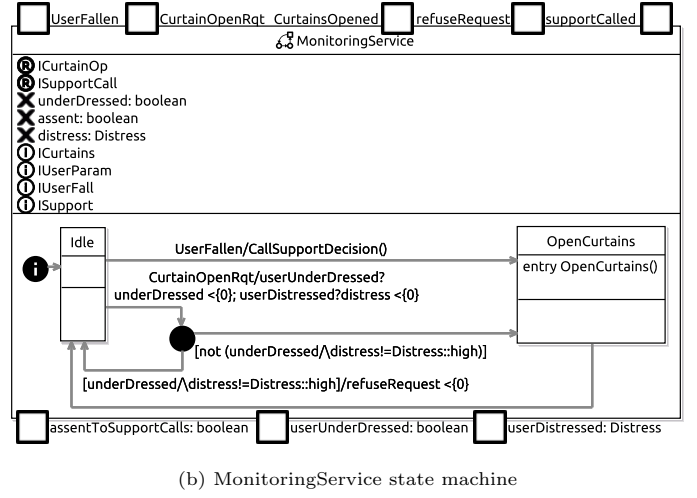 UserFallen CurtainOpenRqt CurtainsOpened refuseRequest supportCalled
MonitoringService
R ICurtainOp
R ISupportCall
underDressed: boolean
assent: boolean
distress: Distress
I ICurtains
i IUserParam
I IUserFall
i ISupport
Idle
OpenCurtains
UserFallen/CallSupportDecision()
entry OpenCurtains()
i
CurtainOpenRqt/userUnderDressed?
underDressed <{0}; userDistressed?distress <{0}
[not (underDressed/\distress!=Distress::high)]
[underDressed/\distress!=Distress::high]/refuseRequest <{0}
assentToSupportCalls: boolean userUnderDressed: boolean userDistressed: Distress
(b) MonitoringService state machine